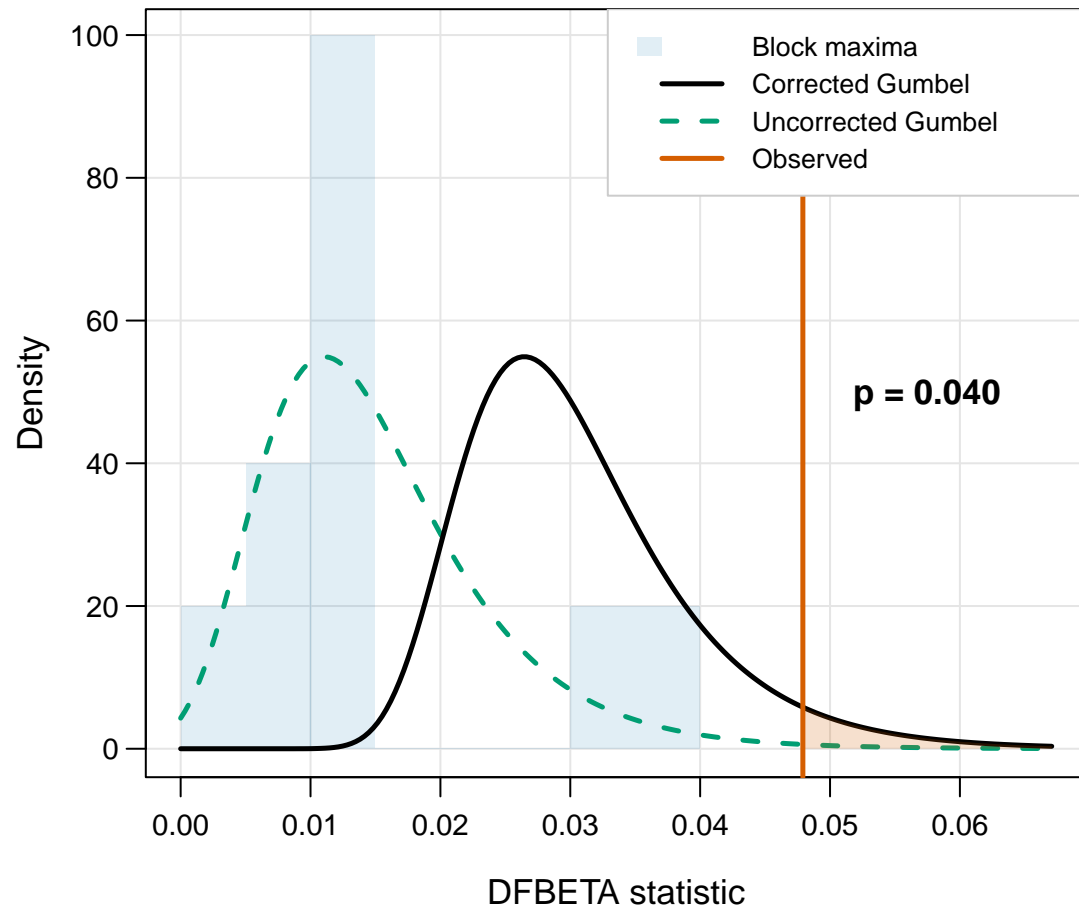 Block maxima
Corrected Gumbel
Uncorrected Gumbel
Observed
p = 0.040
Density
100
80
60
40
20
0
0.00 0.01 0.02 0.03 0.04 0.05 0.06
DFBETA statistic